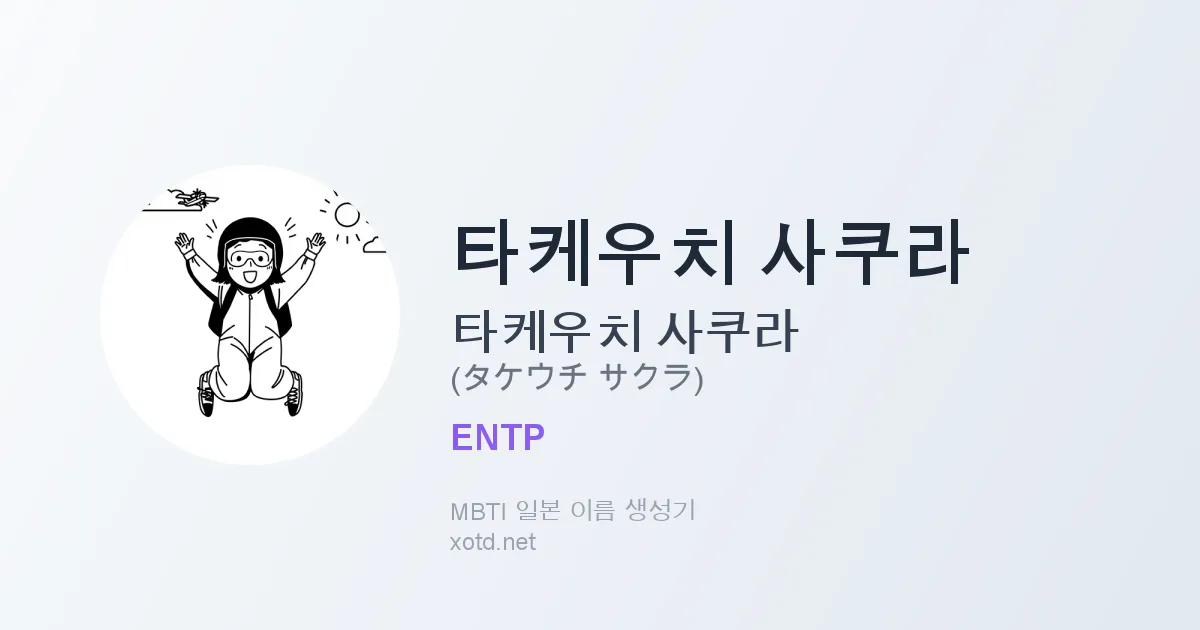 타케우치 사쿠라
타케우치 사쿠라
(タケウチ サクラ)
ENTP
MBTI 일본 이름 생성기
xotd.net